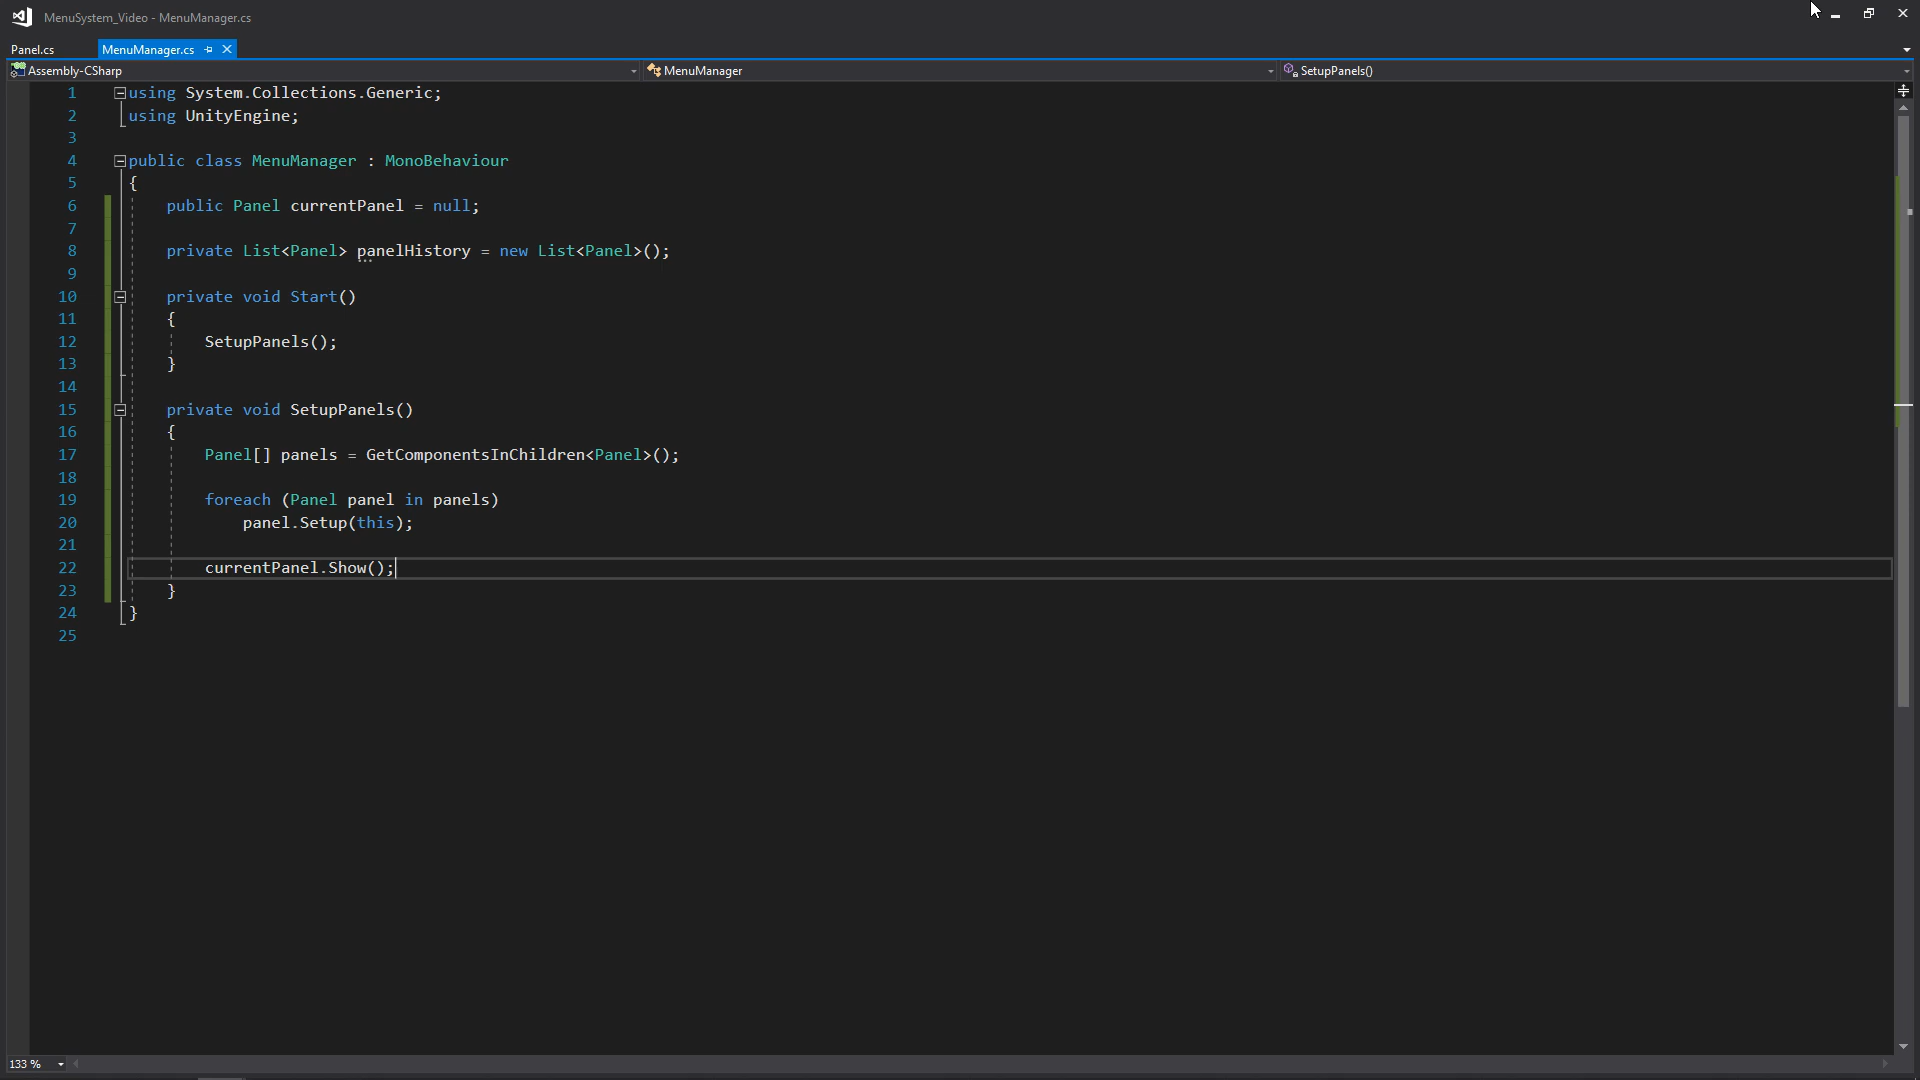 MenuSystem_Video - MenuManager.cs
Panel.cs
MenuManager.cs
Assembly-CSharp
MenuManager
SetupPanels()
1 using System.Collections.Generic;
2 using UnityEngine;
3
4 public class MenuManager : MonoBehaviour
5 {
6 public Panel currentPanel = null;
7
8 private List<Panel> panelHistory = new List<Panel>();
9
10 private void Start()
11 {
12 SetupPanels();
13 }
14
15 private void SetupPanels()
16 {
17 Panel[] panels = GetComponentsInChildren<Panel>();
18
19 foreach (Panel panel in panels)
20 panel.Setup(this);
21
22 currentPanel.Show();
23 }
24 }
25
133 %